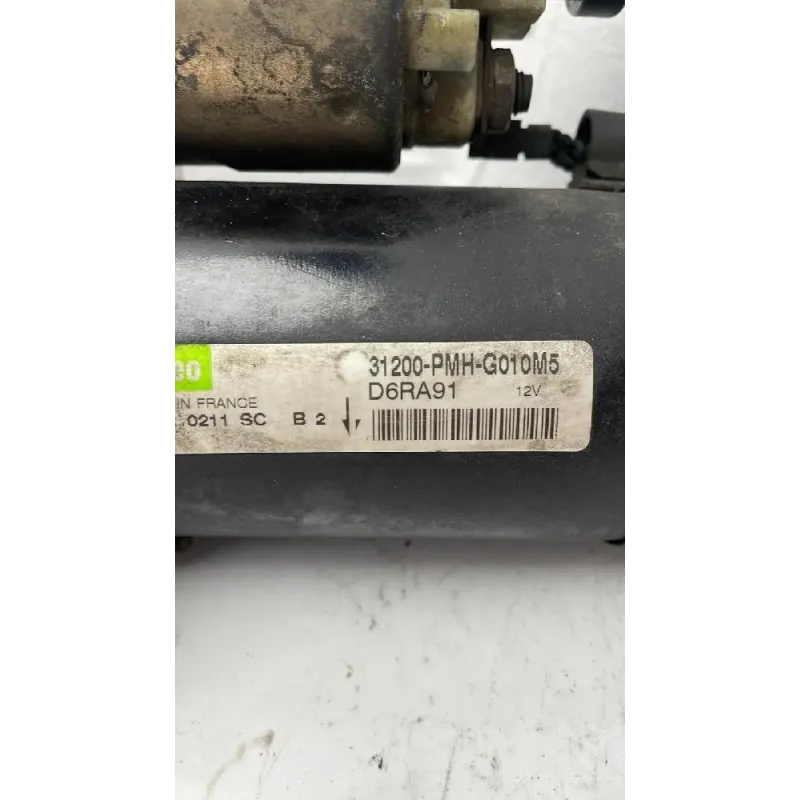 31200-PMH-G010M5
D6RA91 12V
IN FRANCE
0211 SC B 2